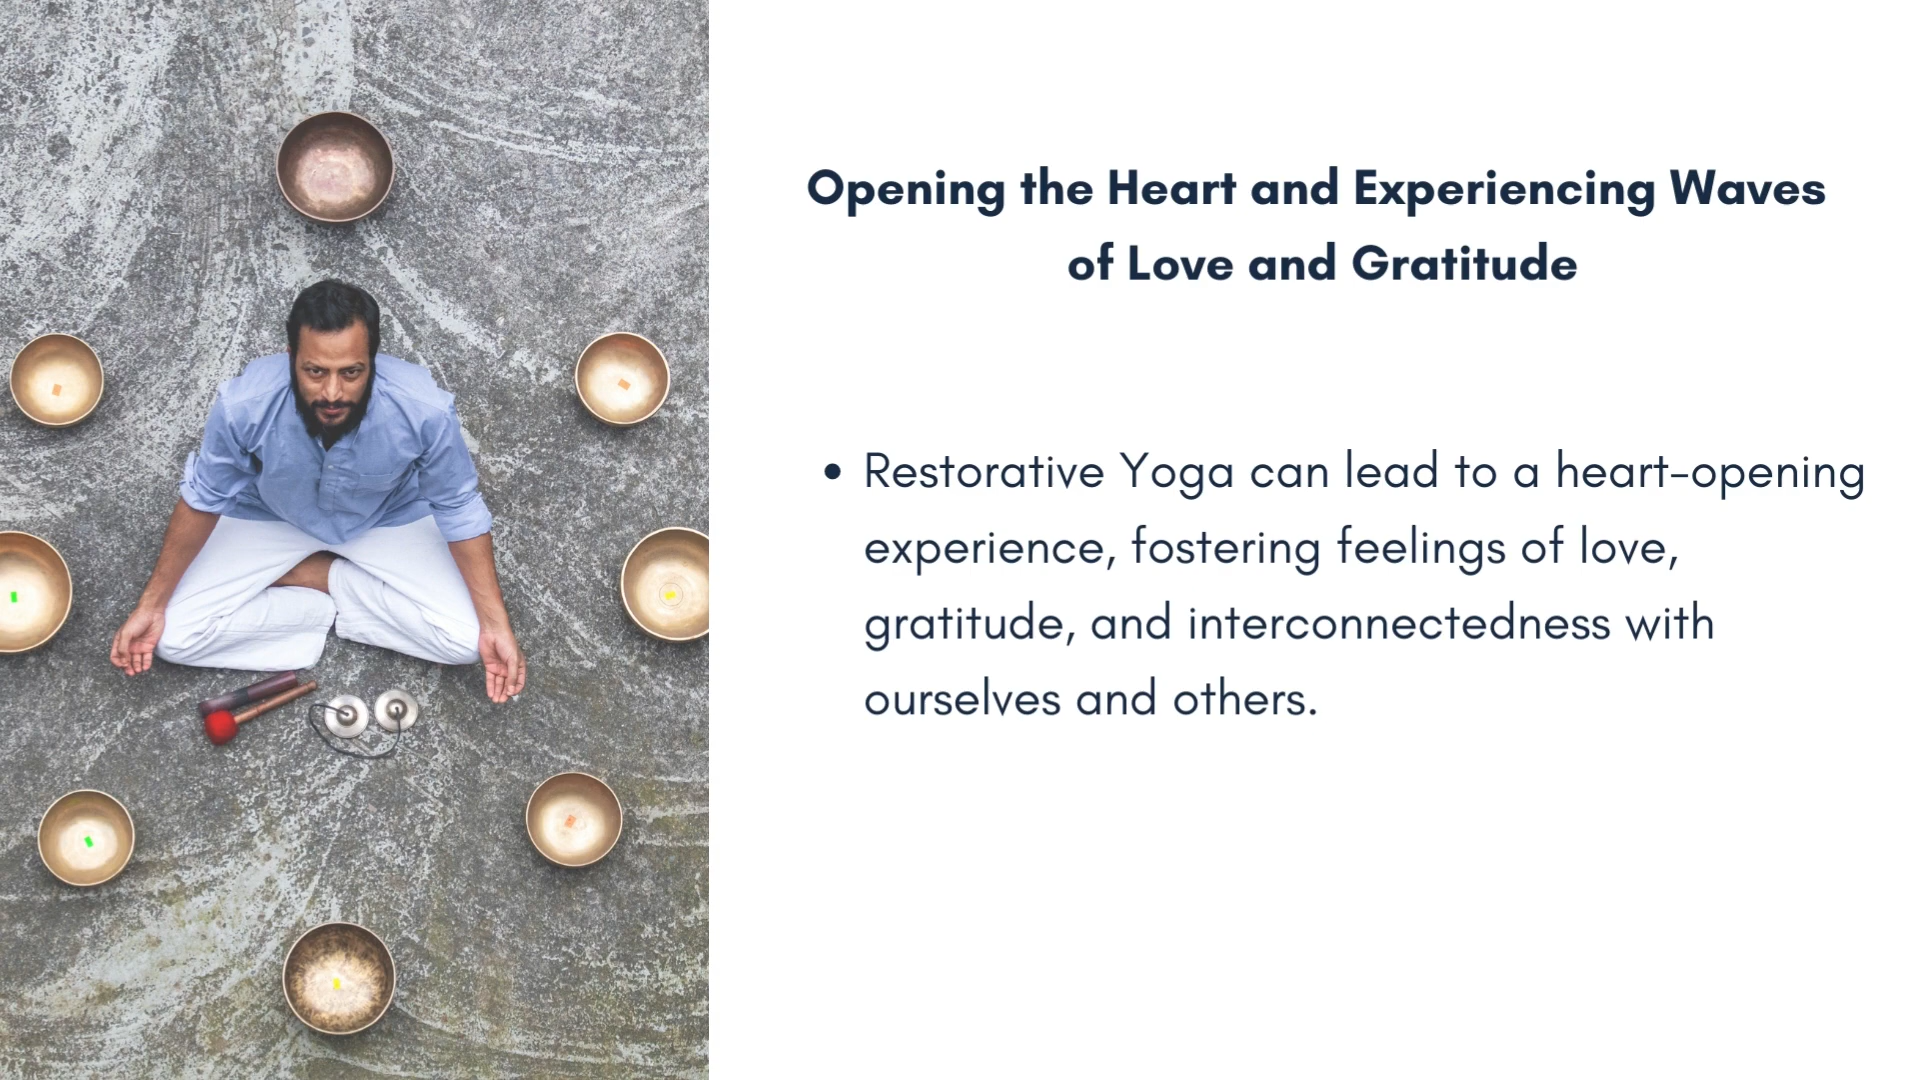 Opening the Heart and Experiencing Waves
of Love and Gratitude
• Restorative Yoga can lead to a heart-opening
experience, fostering feelings of love,
gratitude, and interconnectedness with
ourselves and others.